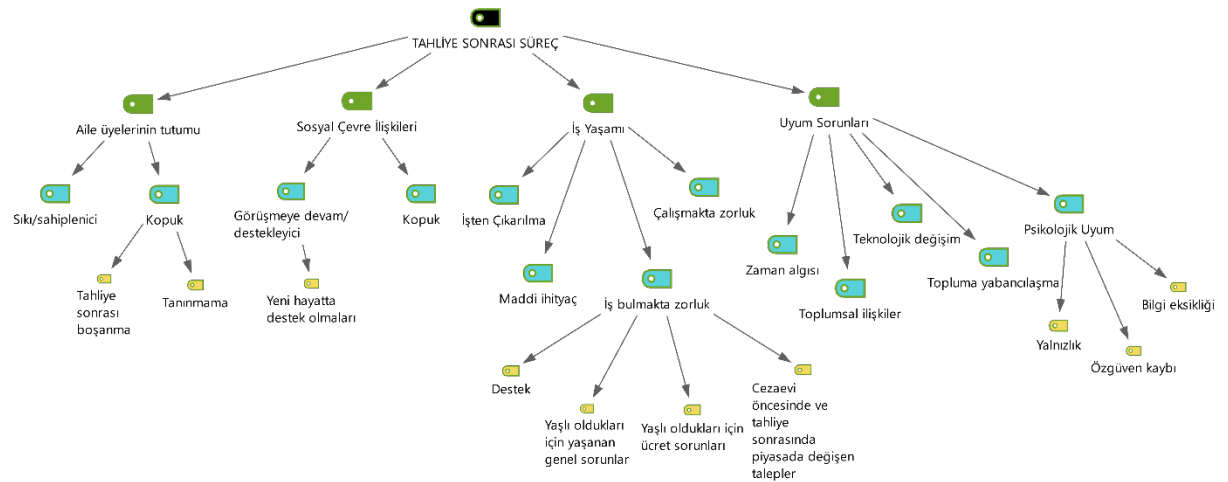 TAHLİYE SONRASI SÜREÇ
Aile üyelerinin tutumu
Sosyal Çevre İlişkileri
İş Yaşamı
Uyum Sorunları
Sıkı/sahiplenici
Kopuk
Görüşmeye devam/
destekleyici
Kopuk
İşten Çıkarılma
Çalışmakta zorluk
Teknolojik değişim
Psikolojik Uyum
Zaman algısı
Topluma yabancılaşma
Maddi ihityaç
İş bulmakta zorluk
Toplumsal ilişkiler
Tahliye
sonrası
boşanma
Tanınmama
Yeni hayatta
destek olmaları
Bilgi eksikliği
Yalnızlık
Özgüven kaybı
Destek
Yaşlı oldukları
için yaşanan
genel sorunlar
Yaşlı oldukları için
ücret sorunları
Cezaevi
öncesinde ve
tahliye
sonrasında
piyasada değişen
talepler